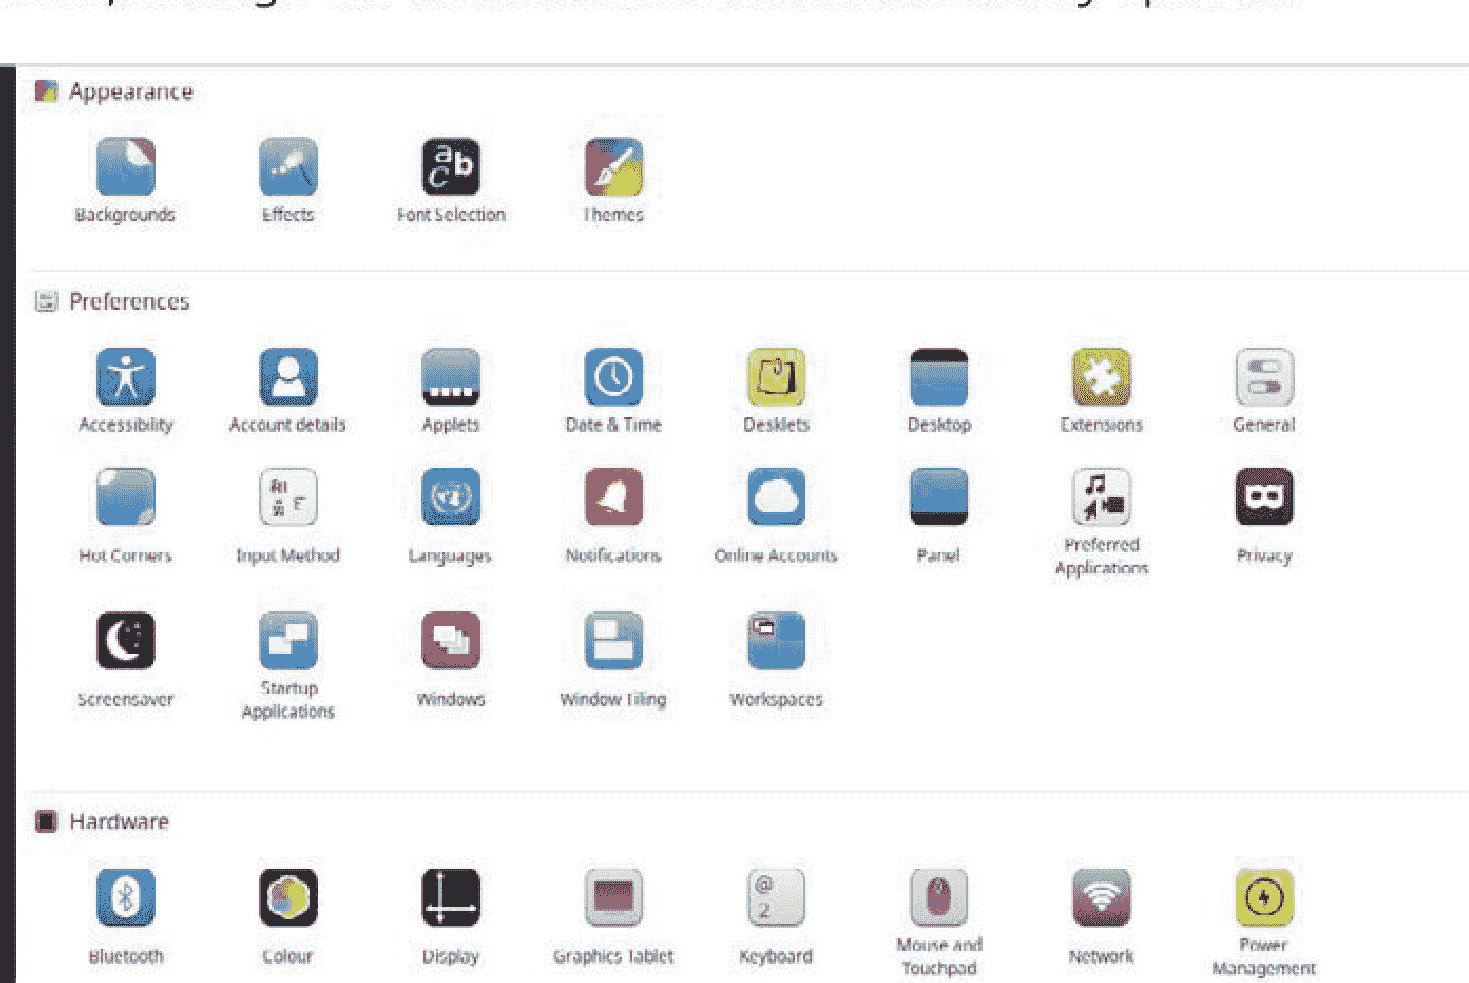 Appearance
Backgrounds Effects Font Selection Themes
Preferences
Accessibility Account details Applets Date & Time Desklets Desktop Extensions General
Hot Corners Input Method Languages Notifications Online Accounts Panel Preferred Applications Privacy
Screensaver Startup Applications Windows Window Tiling Workspaces
Hardware
Bluetooth Colour Display Graphics Tablet Keyboard Mouse and Touchpad Network Power Management